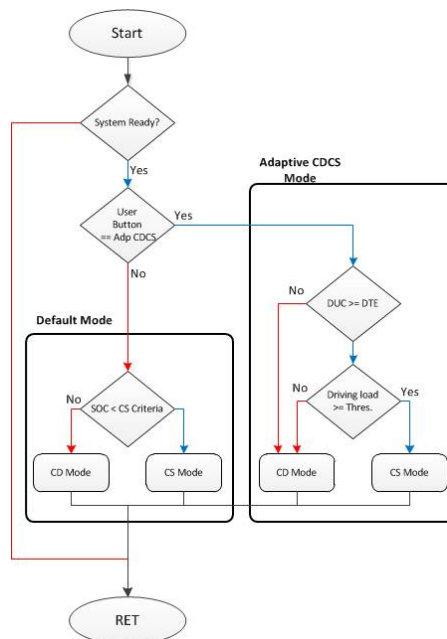 Start
System Ready?
Yes
User
Button
== Adp CDCS
Yes
No
Adaptive CDCS
Mode
DUC >= DTE
No
Driving load
>= Thres.
No
Yes
CD Mode
CS Mode
Default Mode
SOC < CS Criteria
No
CD Mode
CS Mode
RET